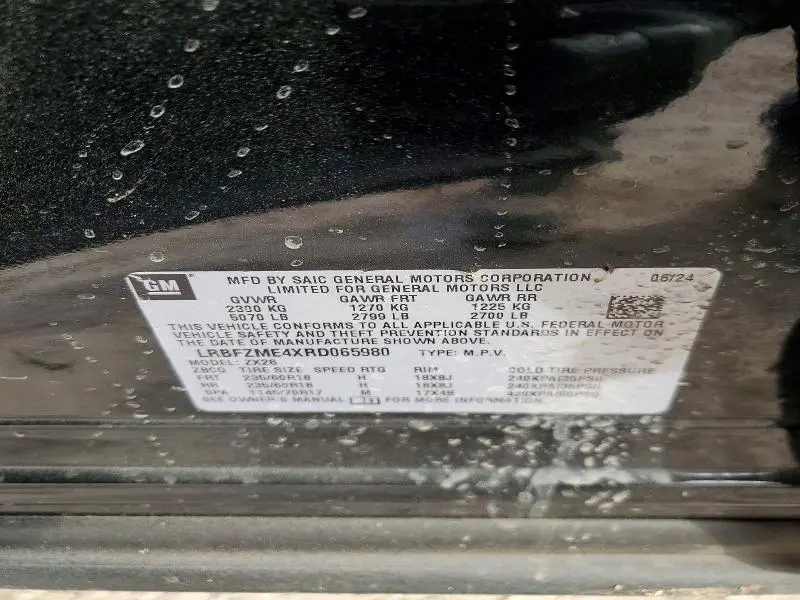 GM MFD BY SAIC GENERAL MOTORS CORPORATION 06/24
LIMITED FOR GENERAL MOTORS LLC
GVWR GAWR FRT GAWR RR
2300 KG 1270 KG 1225 KG
5070 LB 2799 LB 2700 LB
THIS VEHICLE CONFORMS TO ALL APPLICABLE U.S. FEDERAL MOTOR
VEHICLE SAFETY AND THEFT PREVENTION STANDARDS IN EFFECT ON
THE DATE OF MANUFACTURE SHOWN ABOVE.
LRBFZME4XRD065980 TYPE: M.P.V.
MODEL: ZX26
ZBCQ TIRE SIZE SPEED RTG RIM COLD TIRE PRESSURE
FRT 235/60R18 H 18X8J 240KPA(35PSI)
RR 235/60R18 H 18X8J 240KPA(35PSI)
SPA T145/70R17 M 17X4B 420KPA(60PSI)
SEE OWNER'S MANUAL FOR MORE INFORMATION.